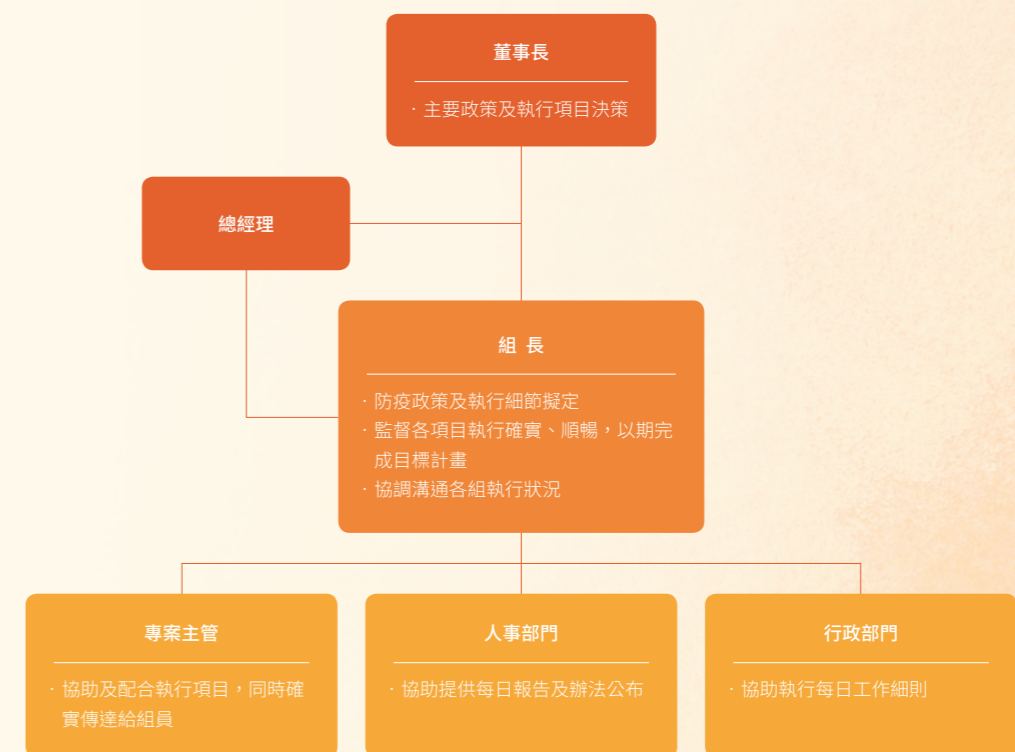 董事長
· 主要政策及執行項目決策
總經理
組 長
· 防疫政策及執行細節擬定
· 監督各項目執行確實、順暢，以期完
成目標計畫
· 協調溝通各組執行狀況
專案主管
· 協助及配合執行項目，同時確
實傳達給組員
人事部門
· 協助提供每日報告及辦法公布
行政部門
· 協助執行每日工作細則